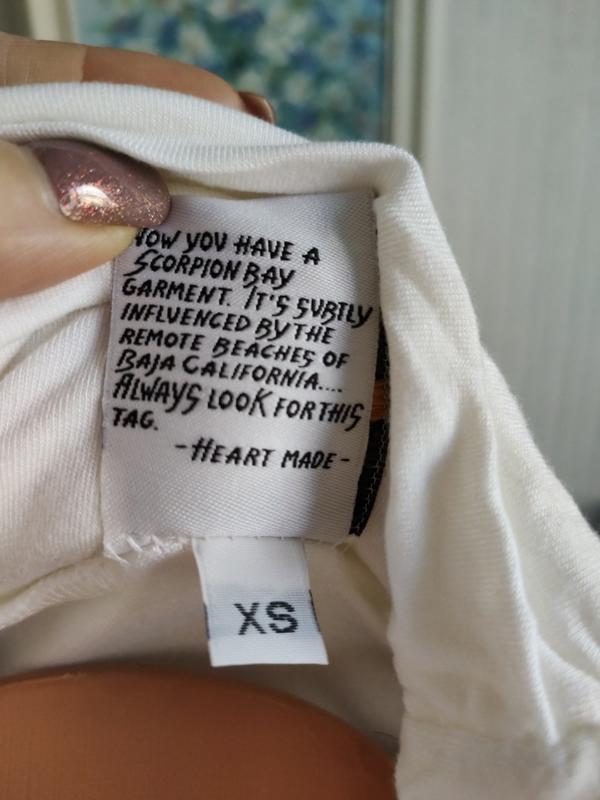 NOW YOU HAVE A
SCORPION BAY
GARMENT. IT'S SUBTLY
INFLUENCED BY THE
REMOTE BEACHES OF
BAJA CALIFORNIA....
ALWAYS LOOK FOR THIS
TAG.
-HEART MADE-
XS